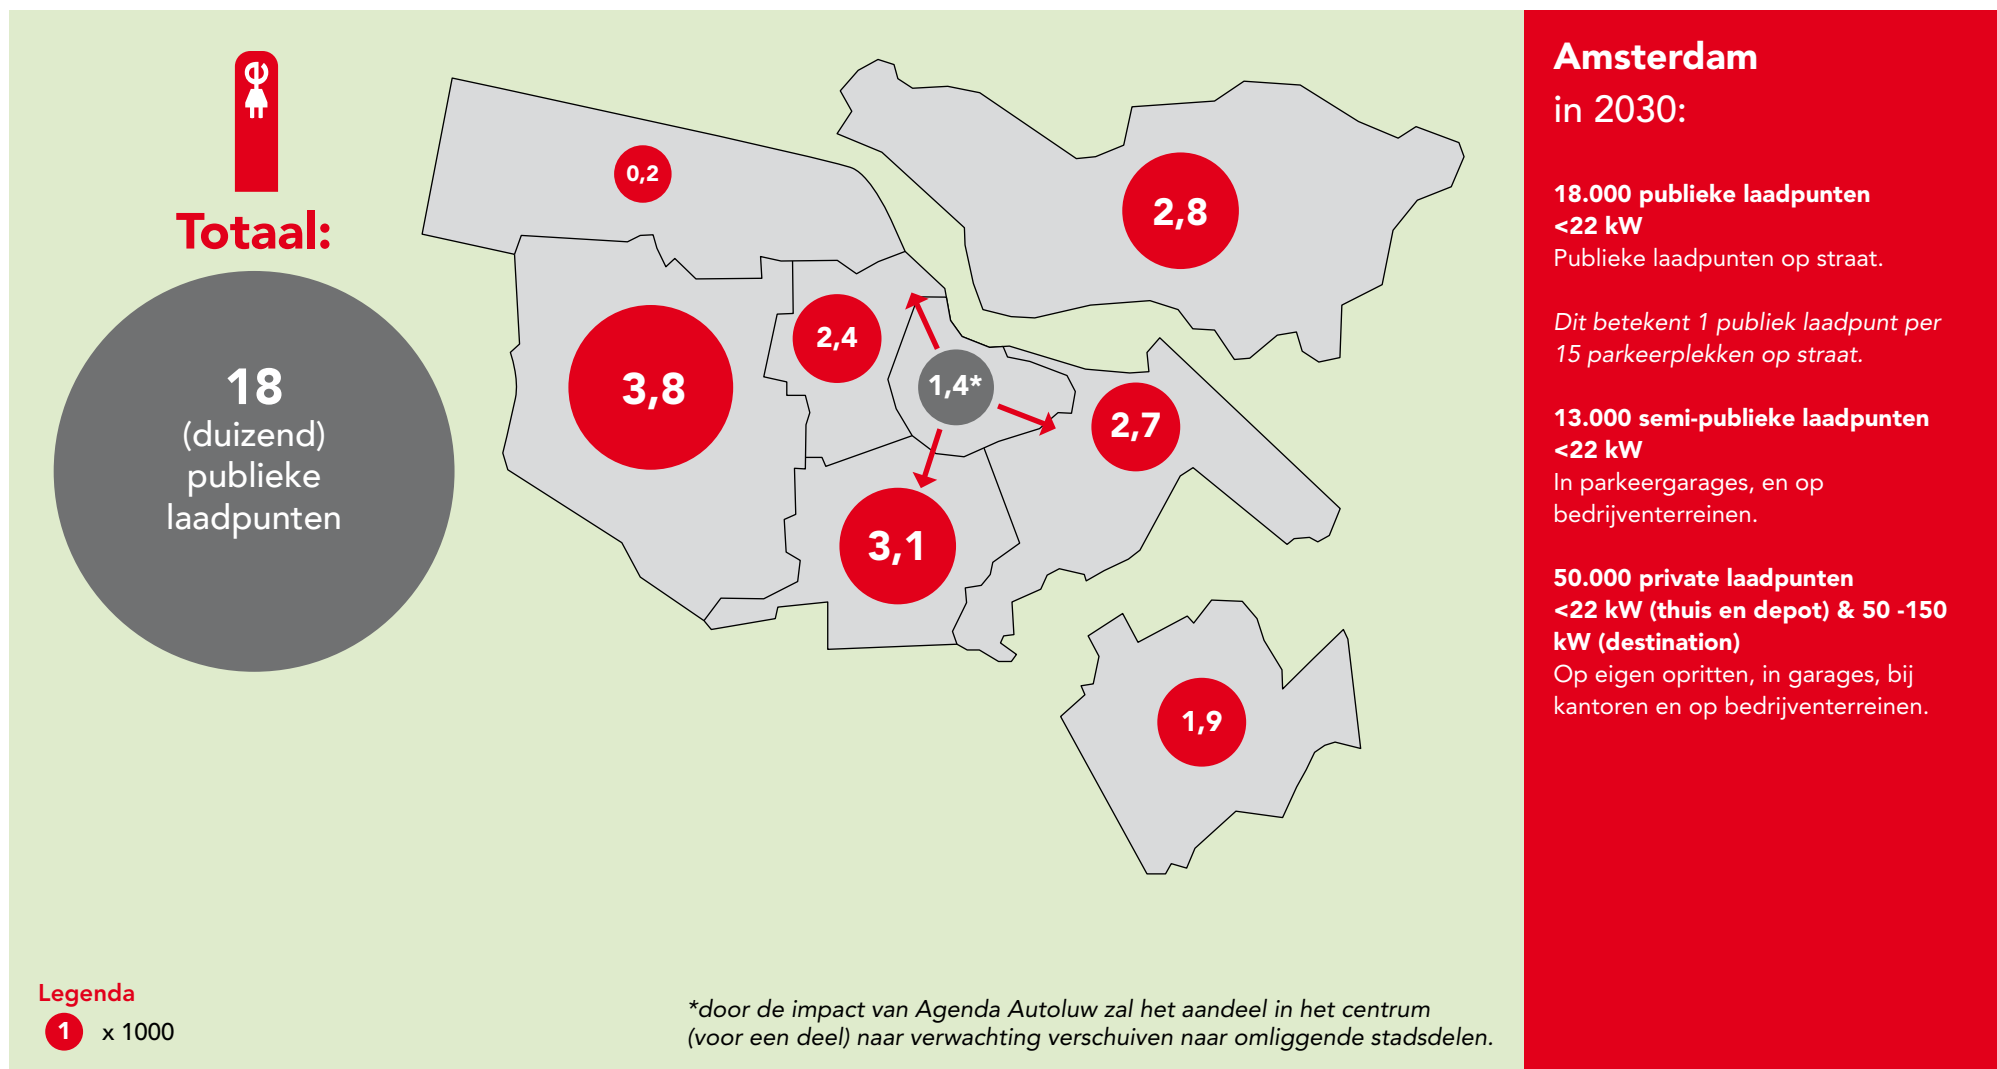 Totaal:
18
(duizend)
publieke
laadpunten
0,2
2,8
3,8
2,4
1,4*
2,7
3,1
1,9
Legenda
1 x 1000
*door de impact van Agenda Autoluw zal het aandeel in het centrum
(voor een deel) naar verwachting verschuiven naar omliggende stadsdelen.
Amsterdam
in 2030:
18.000 publieke laadpunten
<22 kW
Publieke laadpunten op straat.
Dit betekent 1 publiek laadpunt per
15 parkeerplekken op straat.
13.000 semi-publieke laadpunten
<22 kW
In parkeergarages, en op
bedrijventerreinen.
50.000 private laadpunten
<22 kW (thuis en depot) & 50 -150
kW (destination)
Op eigen opritten, in garages, bij
kantoren en op bedrijventerreinen.